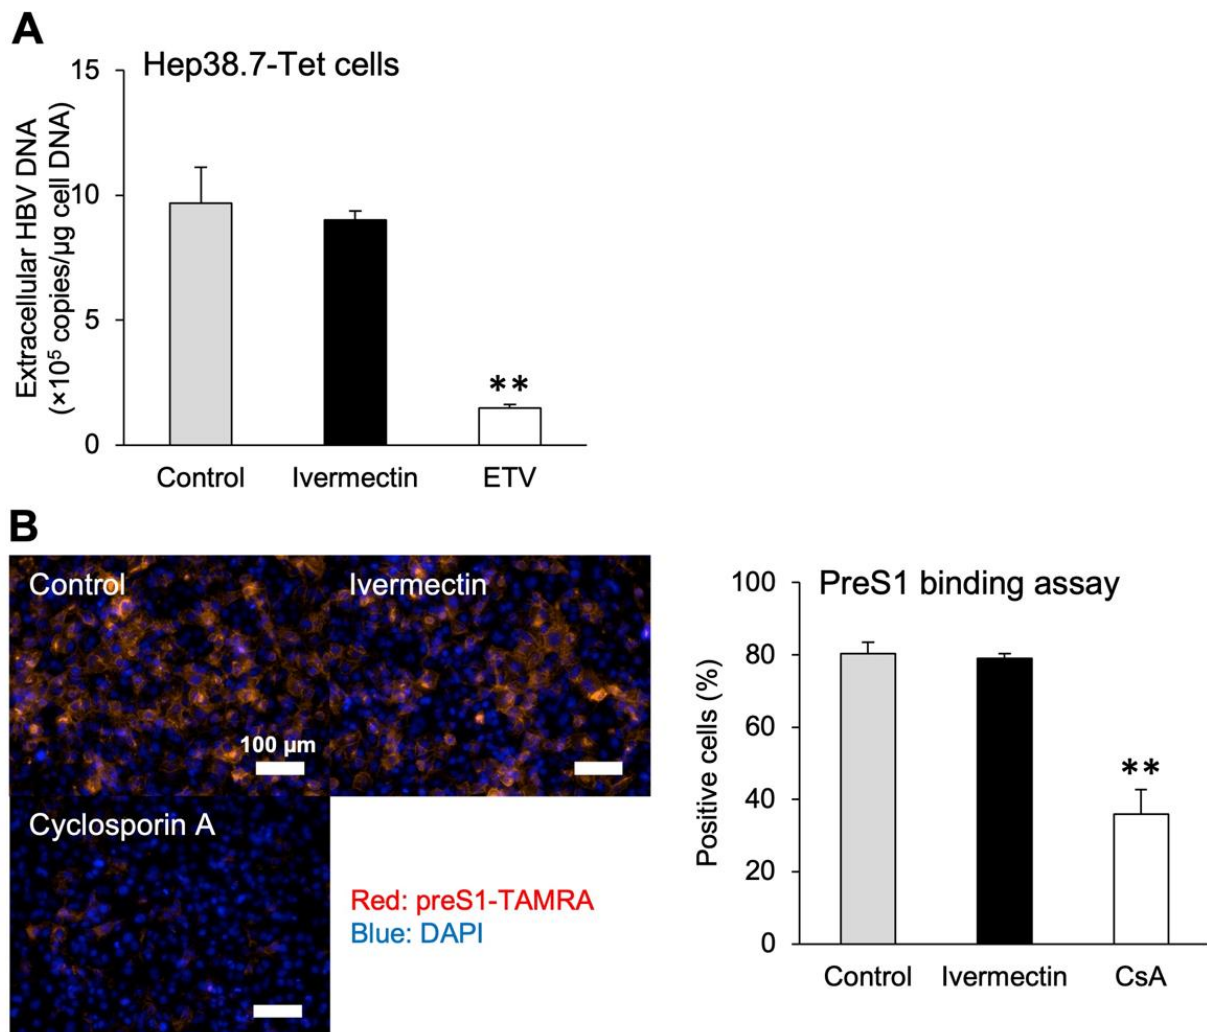 A
Hep38.7-Tet cells
Extracellular HBV DNA
(×10⁵ copies/µg cell DNA)
15
10
5
0
**
Control Ivermectin ETV
B
Control
Ivermectin
100 µm
Cyclosporin A
Red: preS1-TAMRA
Blue: DAPI
PreS1 binding assay
Positive cells (%)
100
80
60
40
20
0
**
Control Ivermectin CsA